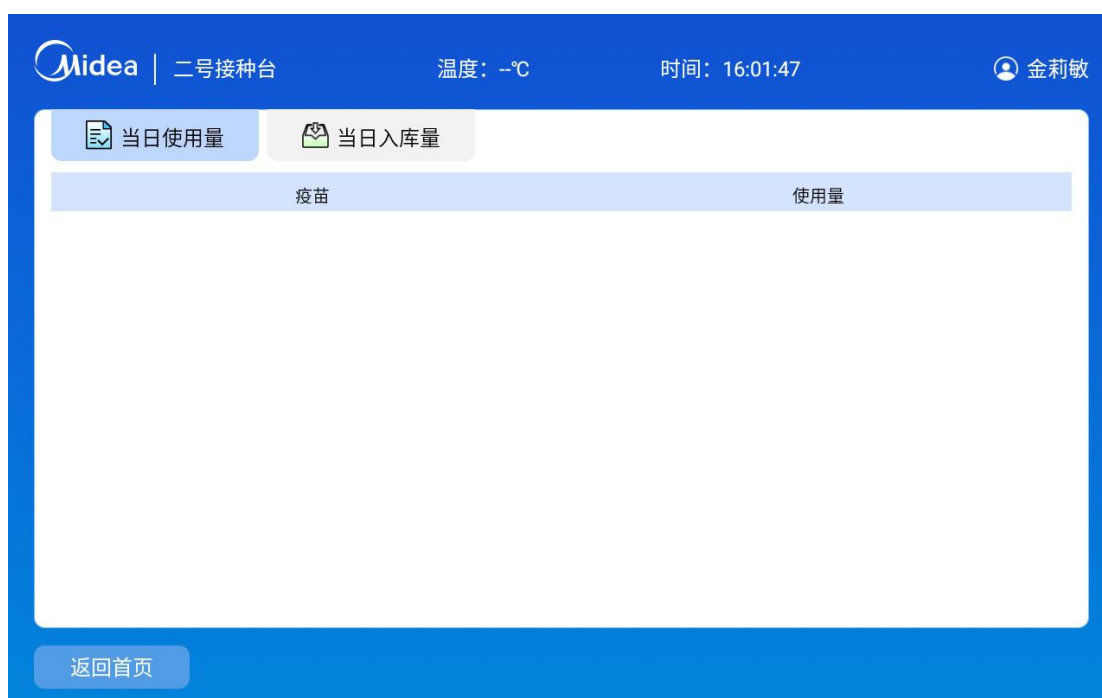 Midea | 二号接种台 温度：--℃ 时间：16:01:47 金莉敏
当日使用量 当日入库量
疫苗 使用量
返回首页